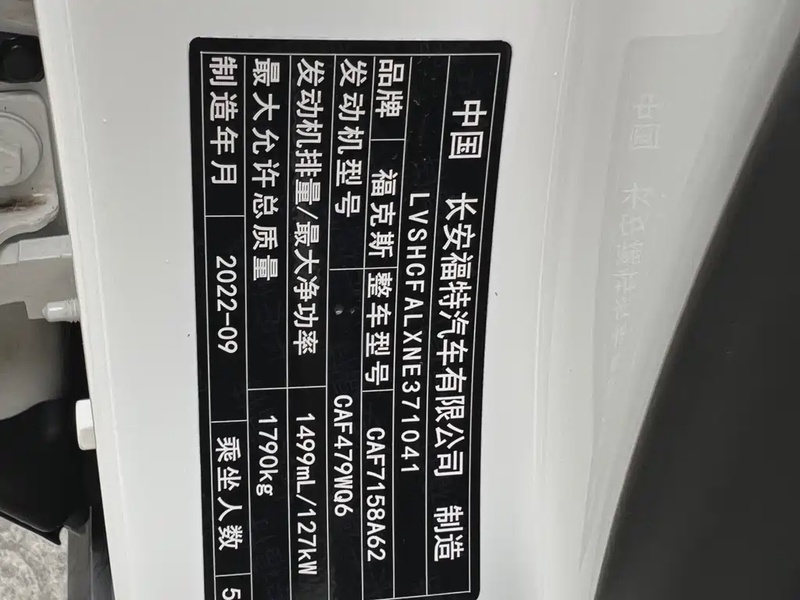 中国 长安福特汽车有限公司 制造
LVSHCFALXNE371041
品牌 福克斯 整车型号 CAF7158A62
发动机型号 CAF479WQ6
发动机排量/最大净功率 1499mL/127kW
最大允许总质量 1790kg
制造年月 2022-09 乘坐人数 5